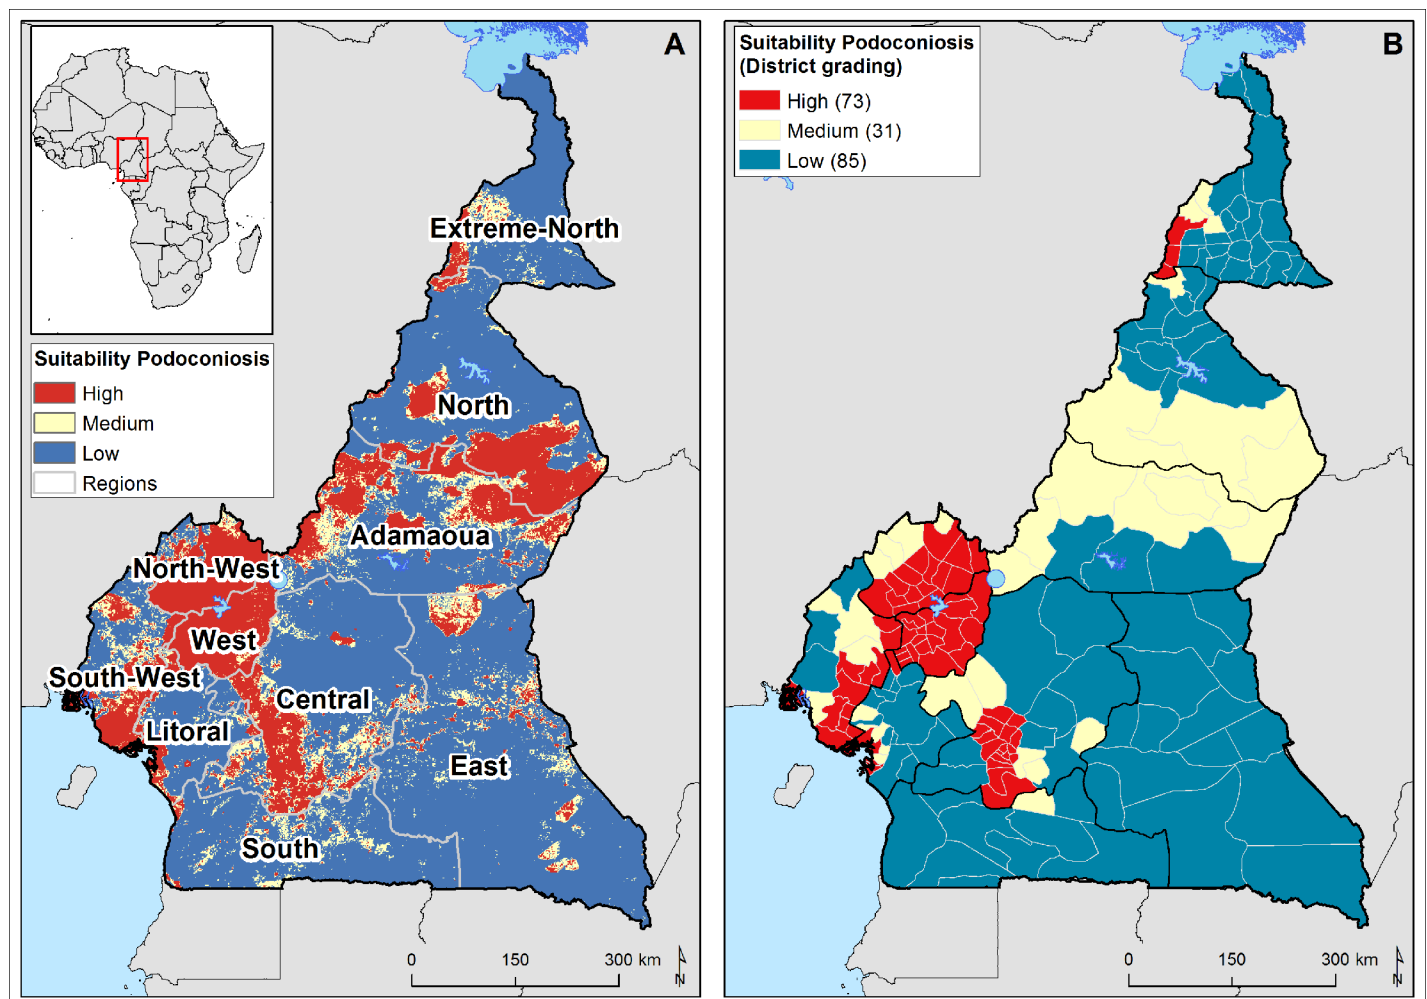 A
Suitability Podoconiosis
High
Medium
Low
Regions
Extreme-North
North
Adamaoua
North-West
West
South-West
Central
Litoral
East
South
0 150 300 km
N
B
Suitability Podoconiosis
(District grading)
High (73)
Medium (31)
Low (85)
0 150 300 km
N